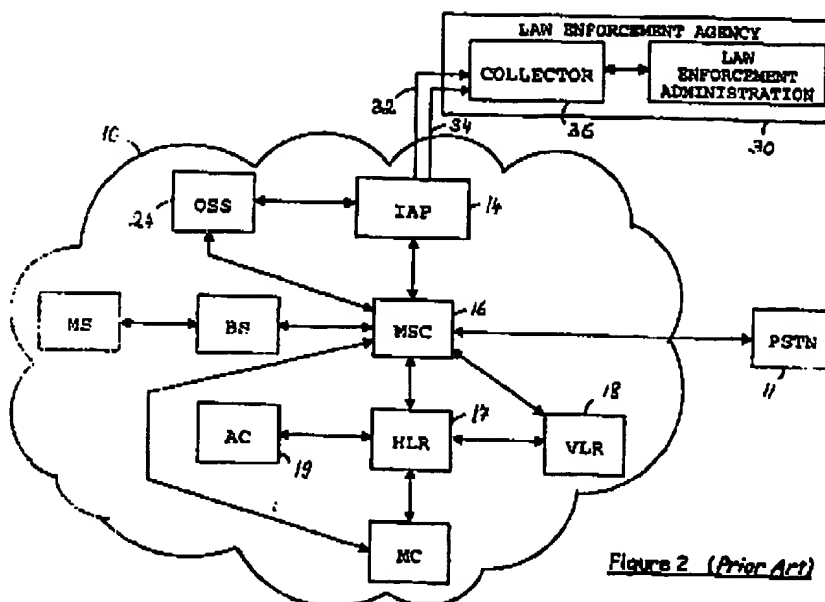 LAW ENFORCEMENT AGENCY
COLLECTOR
LAW
ENFORCEMENT
ADMINISTRATION
32
34
36
30
10
24
OSS
IAP
14
MS
BS
MSC
16
PSTN
11
AC
19
HLR
17
VLR
18
MC
Figure 2 (Prior Art)